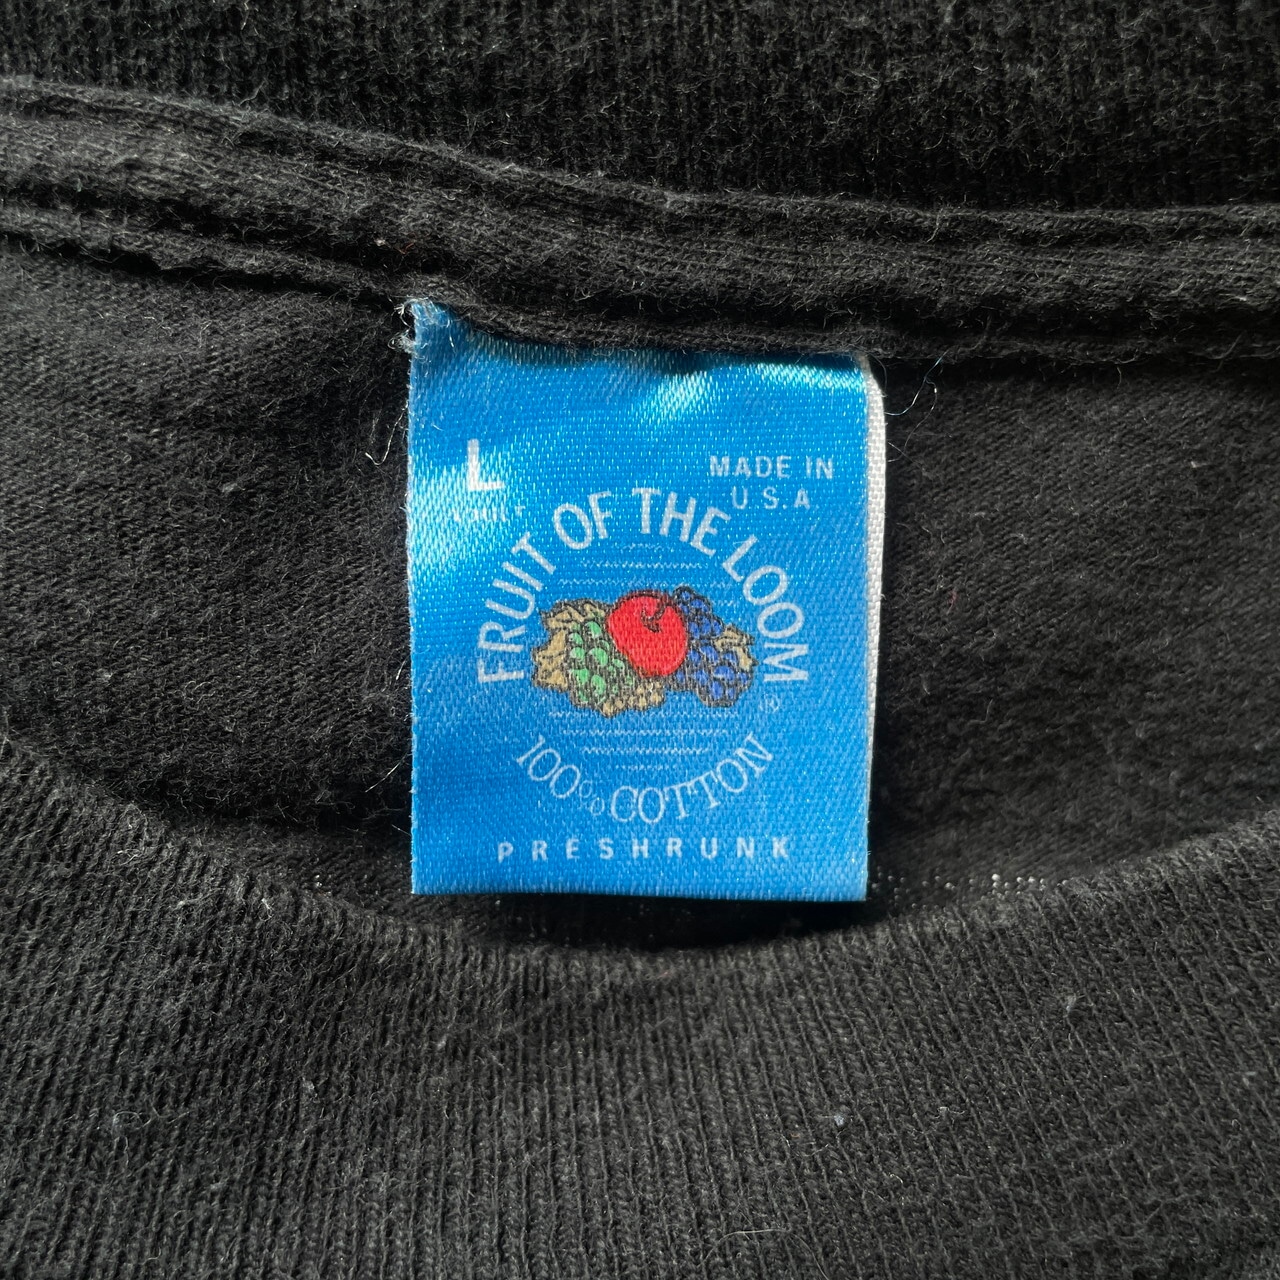 L
MADE IN
U.S.A
FRUIT OF THE LOOM
®
100% COTTON
PRESHRUNK